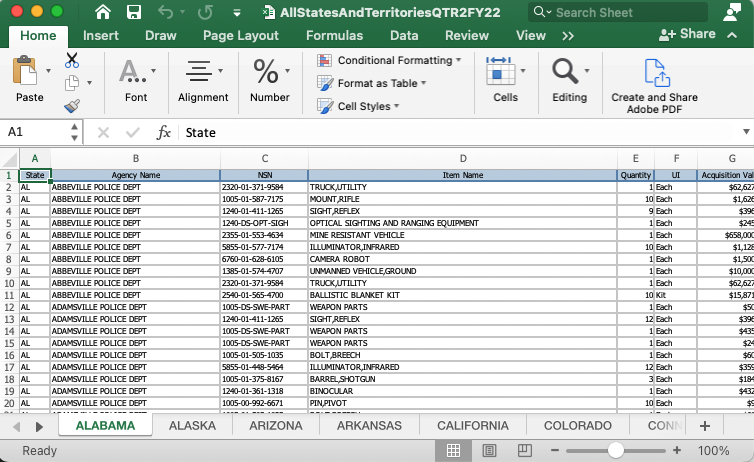 AllStatesAndTerritoriesQTR2FY22
Search Sheet
Home Insert Draw Page Layout Formulas Data Review View Share
Paste Font Alignment Number Conditional Formatting Format as Table Cell Styles Cells Editing Create and Share Adobe PDF
A1 fx State
A B C D E F G
1 State Agency Name NSN Item Name Quantity UI Acquisition Val
2 AL ABBEVILLE POLICE DEPT 2320-01-371-9584 TRUCK,UTILITY 1 Each $62,627
3 AL ABBEVILLE POLICE DEPT 1005-01-587-7175 MOUNT,RIFLE 10 Each $1,626
4 AL ABBEVILLE POLICE DEPT 1240-01-411-1265 SIGHT,REFLEX 9 Each $396
5 AL ABBEVILLE POLICE DEPT 1240-DS-OPT-SIGH OPTICAL SIGHTING AND RANGING EQUIPMENT 1 Each $245
6 AL ABBEVILLE POLICE DEPT 2355-01-553-4634 MINE RESISTANT VEHICLE 1 Each $658,000
7 AL ABBEVILLE POLICE DEPT 5855-01-577-7174 ILLUMINATOR,INFRARED 10 Each $1,128
8 AL ABBEVILLE POLICE DEPT 6760-01-628-6105 CAMERA ROBOT 1 Each $1,500
9 AL ABBEVILLE POLICE DEPT 1385-01-574-4707 UNMANNED VEHICLE,GROUND 1 Each $10,000
10 AL ABBEVILLE POLICE DEPT 2320-01-371-9584 TRUCK,UTILITY 1 Each $62,627
11 AL ABBEVILLE POLICE DEPT 2540-01-565-4700 BALLISTIC BLANKET KIT 10 Kit $15,871
12 AL ADAMSVILLE POLICE DEPT 1005-DS-SWE-PART WEAPON PARTS 1 Each $50
13 AL ADAMSVILLE POLICE DEPT 1240-01-411-1265 SIGHT,REFLEX 12 Each $396
14 AL ADAMSVILLE POLICE DEPT 1005-DS-SWE-PART WEAPON PARTS 1 Each $435
15 AL ADAMSVILLE POLICE DEPT 1005-DS-SWE-PART WEAPON PARTS 1 Each $24
16 AL ADAMSVILLE POLICE DEPT 1005-01-505-1035 BOLT,BREECH 1 Each $60
17 AL ADAMSVILLE POLICE DEPT 5855-01-448-5464 ILLUMINATOR,INFRARED 12 Each $359
18 AL ADAMSVILLE POLICE DEPT 1005-01-375-8167 BARREL,SHOTGUN 3 Each $184
19 AL ADAMSVILLE POLICE DEPT 1240-01-361-1318 BINOCULAR 1 Each $432
20 AL ADAMSVILLE POLICE DEPT 1005-00-992-6671 PIN,PIVOT 10 Each $9
ALABAMA ALASKA ARIZONA ARKANSAS CALIFORNIA COLORADO CONN
Ready 100%